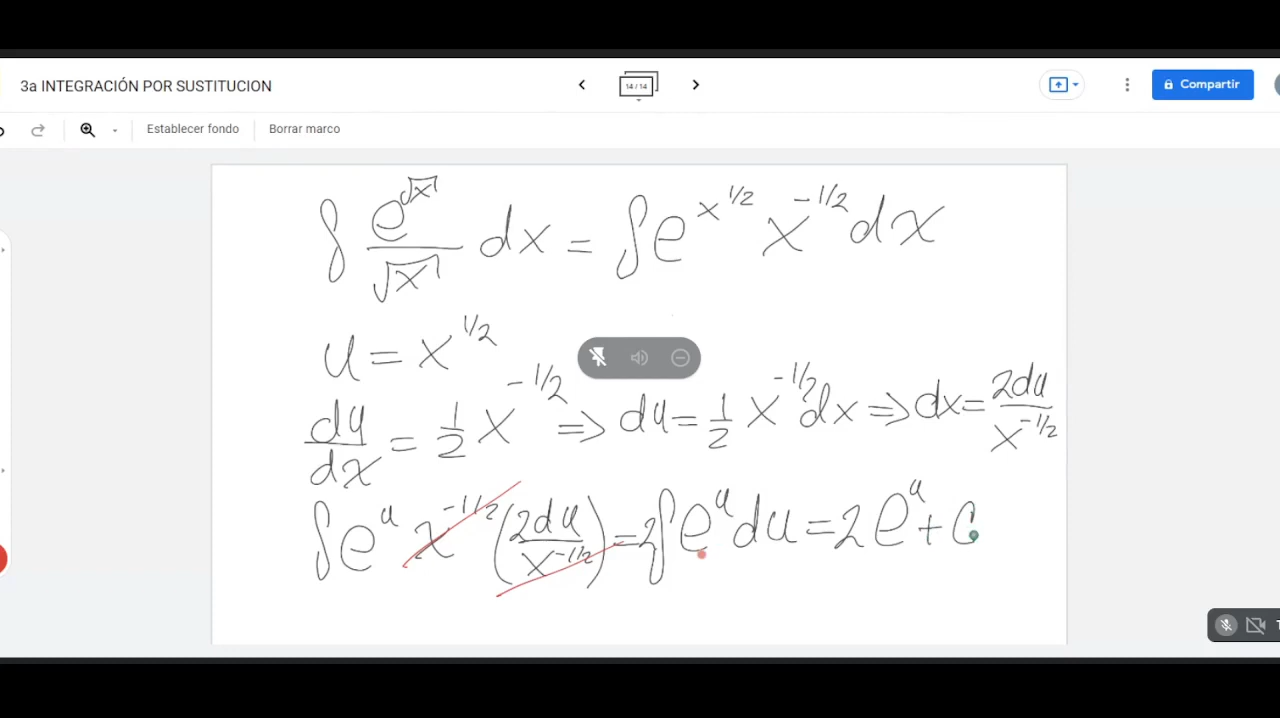 3a INTEGRACIÓN POR SUSTITUCION
14 / 14
Compartir
Establecer fondo
Borrar marco
∫ e^√x / √x dx = ∫ e^x^1/2 x^-1/2 dx
u = x^1/2
du/dx = 1/2 x^-1/2 ⇒ du = 1/2 x^-1/2 dx ⇒ dx = 2du/x^-1/2
∫ e^u x^-1/2 (2du/x^-1/2) = 2∫ e^u du = 2e^u + C